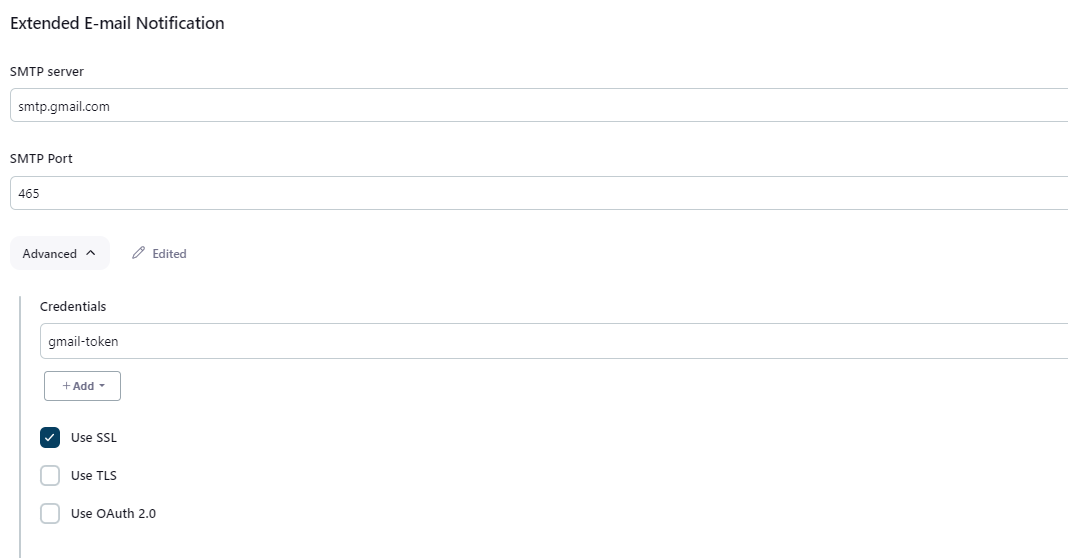 Extended E-mail Notification
SMTP server
smtp.gmail.com
SMTP Port
465
Advanced Edited
Credentials
gmail-token
+ Add
Use SSL
Use TLS
Use OAuth 2.0